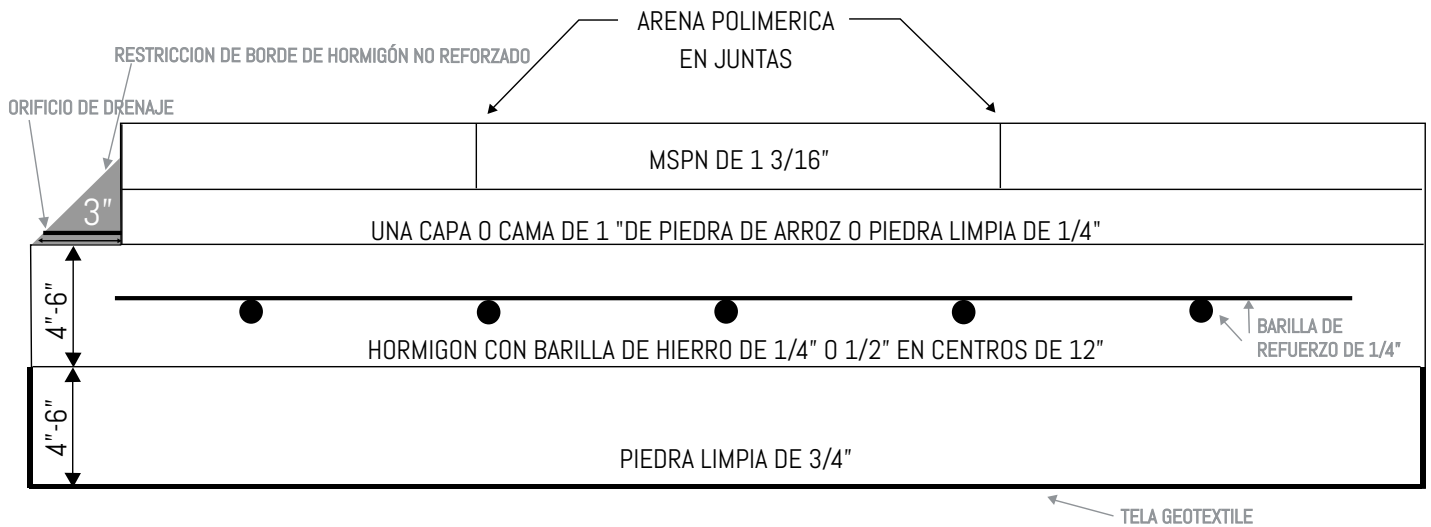 ARENA POLIMERICA
EN JUNTAS
RESTRICCION DE BORDE DE HORMIGÓN NO REFORZADO
ORIFICIO DE DRENAJE
MSPN DE 1 3/16"
3"
UNA CAPA O CAMA DE 1 "DE PIEDRA DE ARROZ O PIEDRA LIMPIA DE 1/4"
4"-6"
BARILLA DE
REFUERZO DE 1/4"
HORMIGON CON BARILLA DE HIERRO DE 1/4" O 1/2" EN CENTROS DE 12"
4"-6"
PIEDRA LIMPIA DE 3/4"
TELA GEOTEXTILE